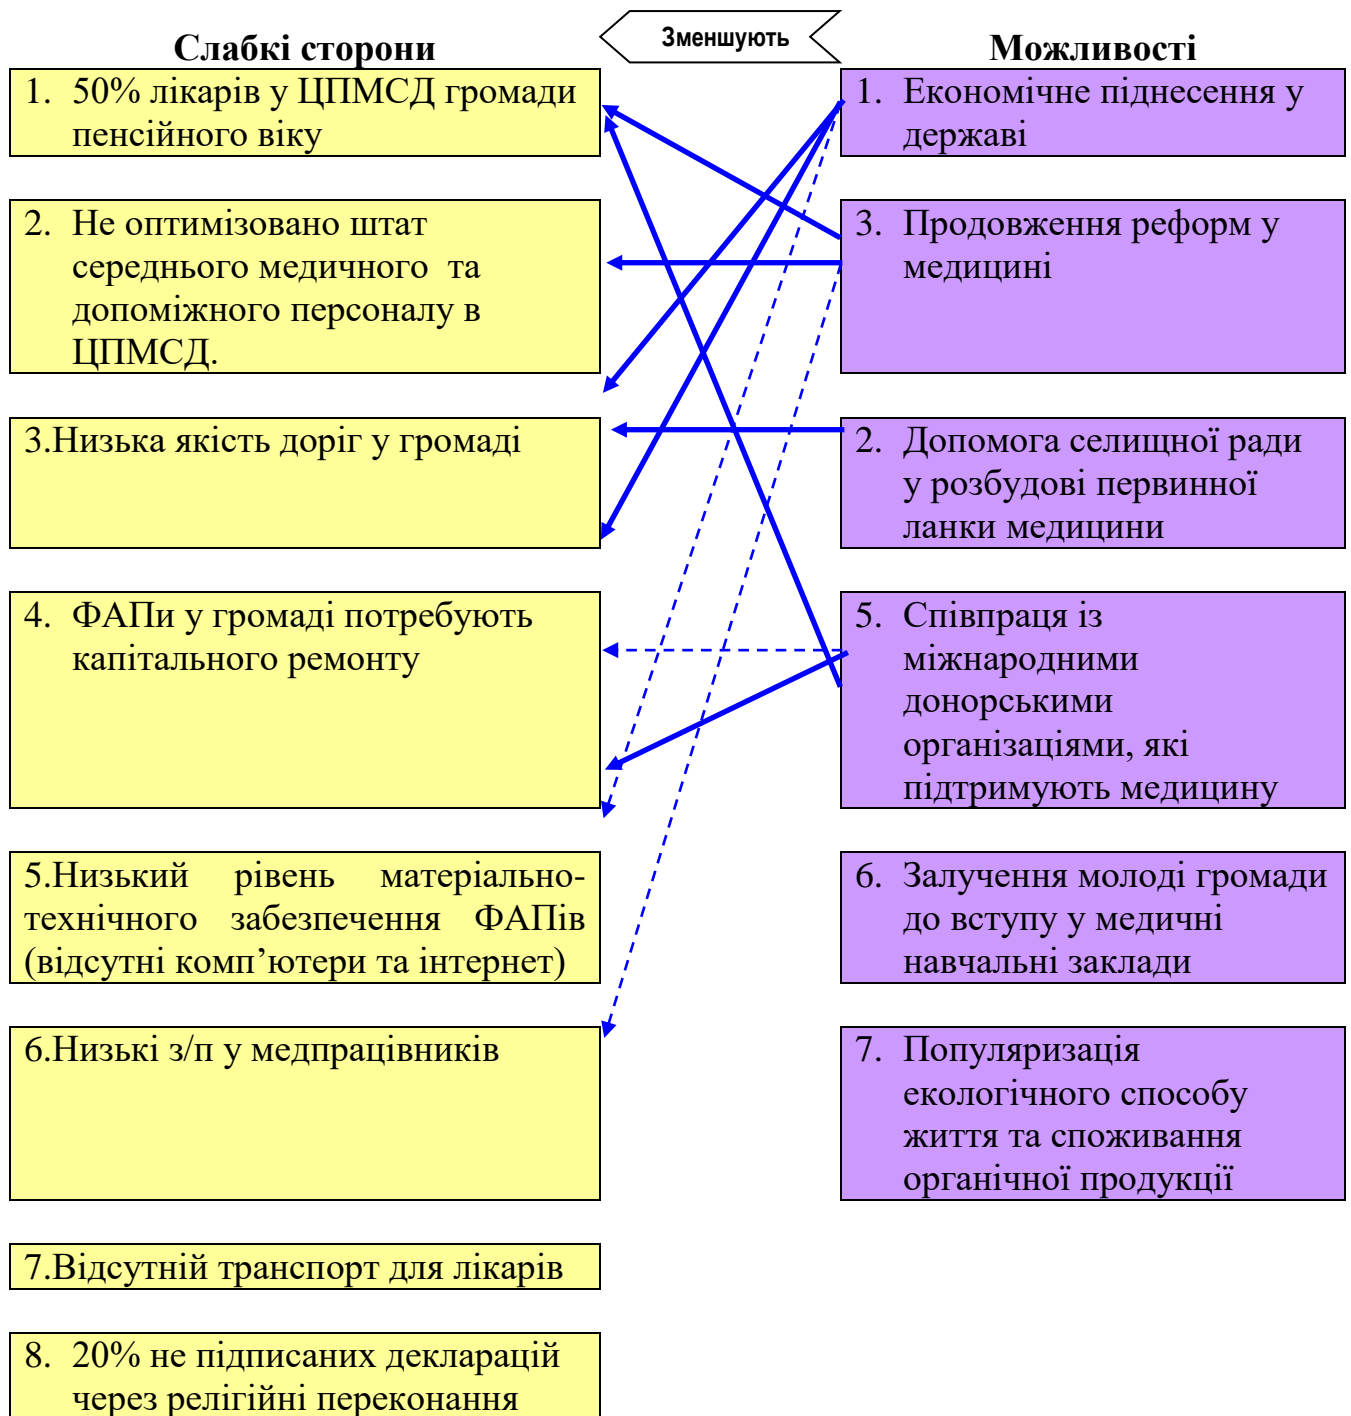 Слабкі сторони
Зменшують
Можливості
1. 50% лікарів у ЦПМСД громади
пенсійного віку
2. Не оптимізовано штат
середнього медичного та
допоміжного персоналу в
ЦПМСД.
3.Низька якість доріг у громаді
4. ФАПи у громаді потребують
капітального ремонту
5.Низький рівень матеріально-
технічного забезпечення ФАПів
(відсутні комп’ютери та інтернет)
6.Низькі з/п у медпрацівників
7.Відсутній транспорт для лікарів
8. 20% не підписаних декларацій
через релігійні переконання
1. Економічне піднесення у
державі
3. Продовження реформ у
медицині
2. Допомога селищної ради
у розбудові первинної
ланки медицини
5. Співпраця із
міжнародними
донорськими
організаціями, які
підтримують медицину
6. Залучення молоді громади
до вступу у медичні
навчальні заклади
7. Популяризація
екологічного способу
життя та споживання
органічної продукції